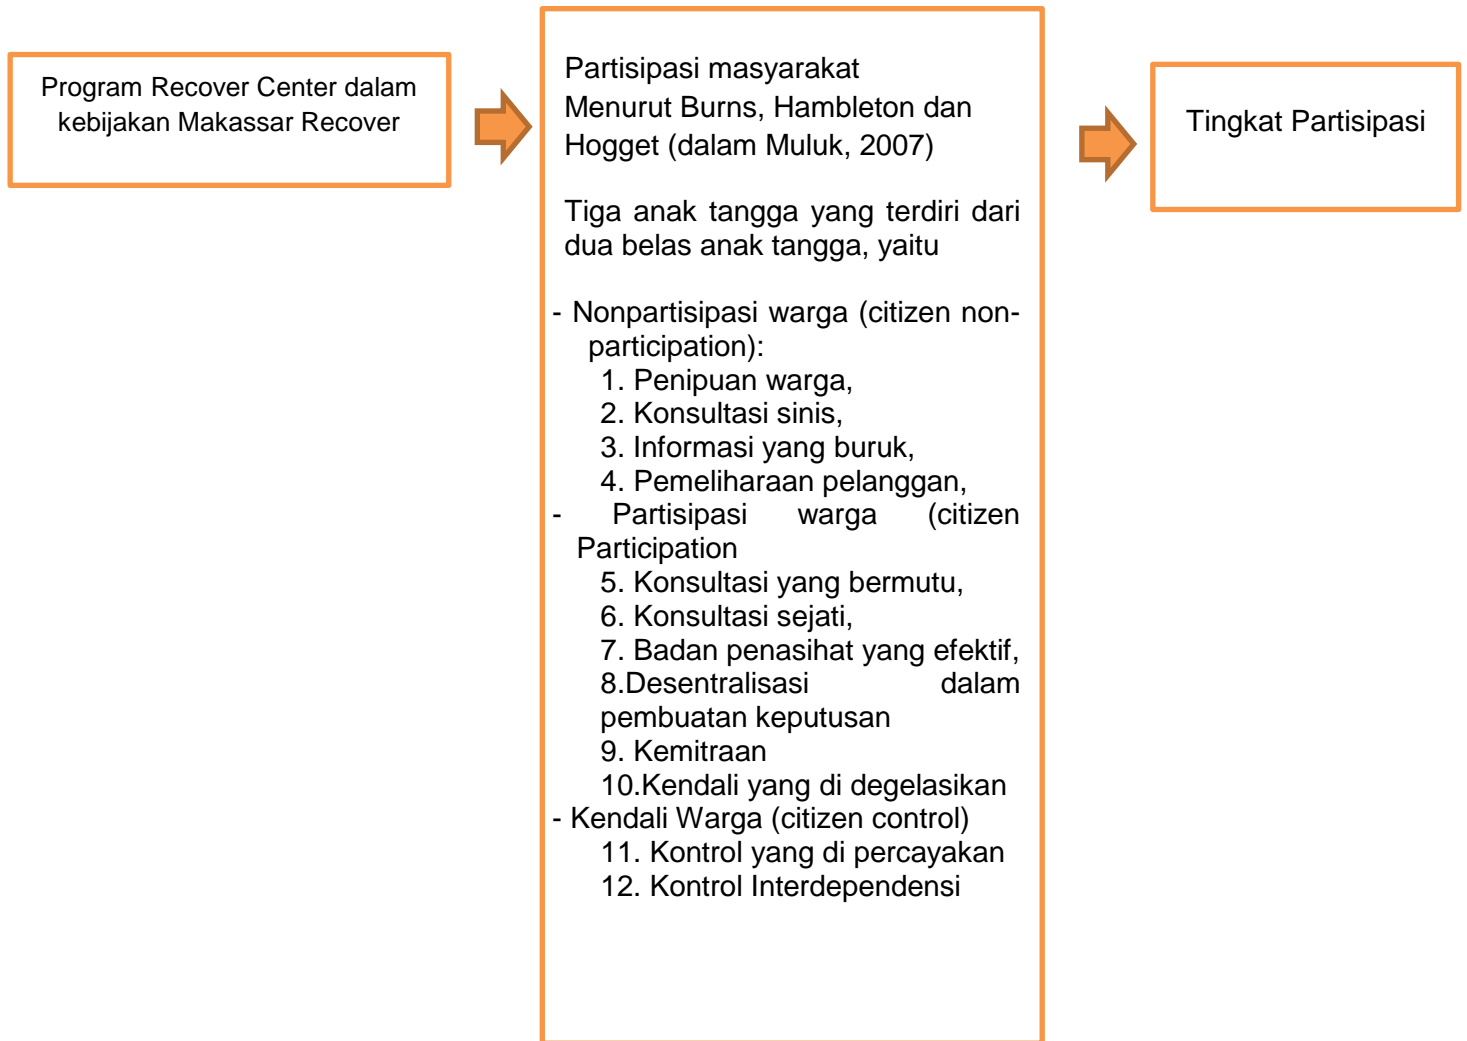 Program Recover Center dalam
kebijakan Makassar Recover
Partisipasi masyarakat
Menurut Burns, Hambleton dan
Hogget (dalam Muluk, 2007)
Tiga anak tangga yang terdiri dari
dua belas anak tangga, yaitu
- Nonpartisipasi warga (citizen non-
participation):
1. Penipuan warga,
2. Konsultasi sinis,
3. Informasi yang buruk,
4. Pemeliharaan pelanggan,
- Partisipasi warga (citizen
Participation
5. Konsultasi yang bermutu,
6. Konsultasi sejati,
7. Badan penasihat yang efektif,
8.Desentralisasi dalam
pembuatan keputusan
9. Kemitraan
10.Kendali yang di degelasikan
- Kendali Warga (citizen control)
11. Kontrol yang di percayakan
12. Kontrol Interdependensi
Tingkat Partisipasi